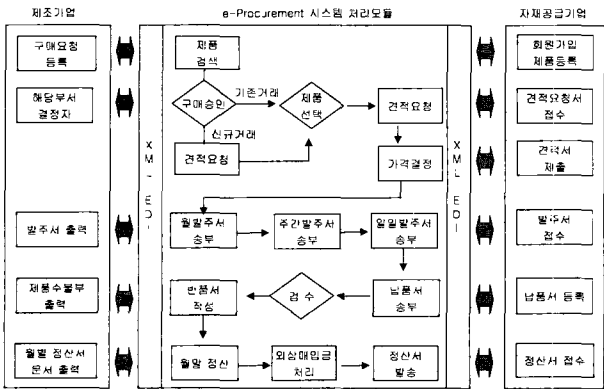 제조기업
e-Procurement 시스템 처리모듈
자재공급기업
구매요청
등록
제품
검색
회원가입
제품등록
해당부서
결정자
구매승인
기존거래
제품
선택
견적요청
견적요청서
접수
신규거래
견적요청
가격결정
견적서
제출
XML EDI
XML EDI
발주서 출력
월발주서
송부
주간발주서
송부
일일발주서
송부
발주서
접수
제품수불부
출력
반품서
작성
검 수
납품서
송부
납품서 등록
월별 정산서
문서 출력
월말 정산
외상매입금
처리
정산서
발송
정산서 접수